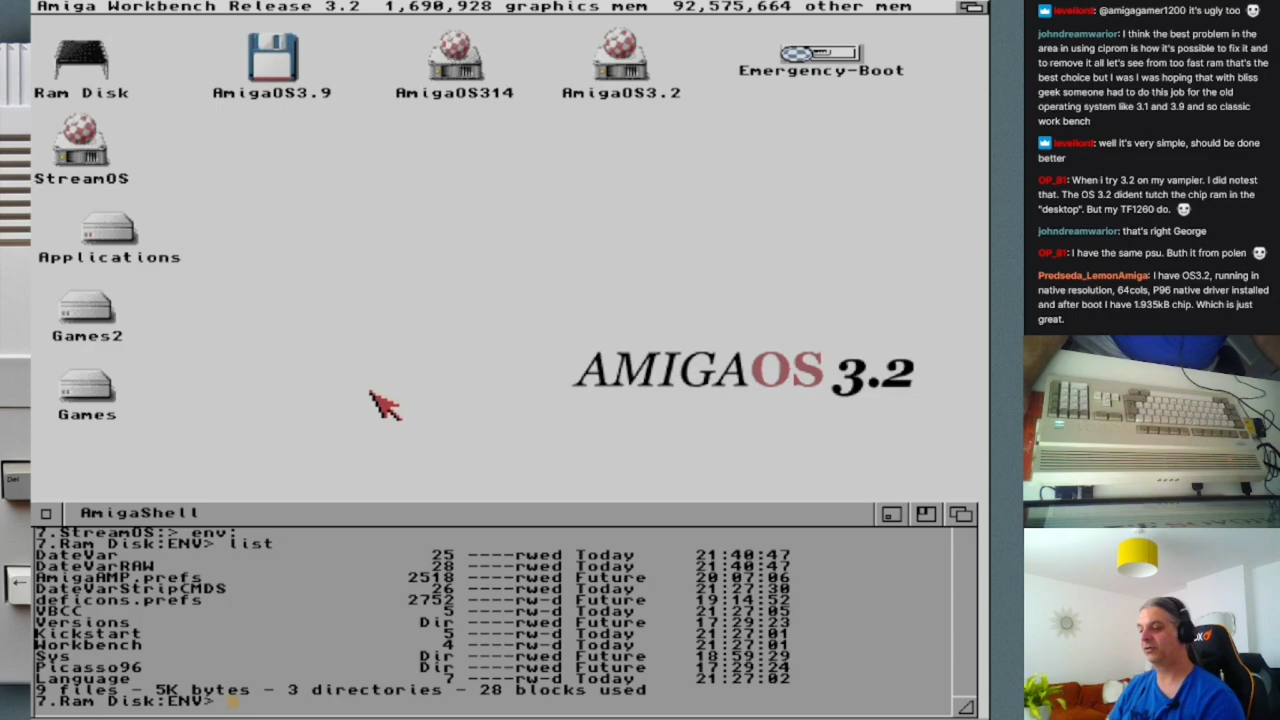 Amiga Workbench Release 3.2  1,690,928 graphics mem  92,575,664 other mem
Ram Disk
AmigaOS3.9
AmigaOS314
AmigaOS3.2
Emergency-Boot
StreamOS
Applications
Games2
Games
AMIGAOS 3.2
AmigaShell
7.StreamOS:> env:
7.Ram Disk:ENV> list
DateVar 25 ----rwed Today 21:40:47
DateVarRAW 28 ----rwed Today 21:40:47
AmigaAMP.prefs 2518 ----rwed Future 20:07:06
DateVarStripCMDS 26 ----rwed Today 21:27:30
deficons.prefs 2752 ----rwed Future 19:14:52
VBCC 5 ----rw-d Today 21:27:05
Versions Dir ----rw-d Future 17:29:23
Kickstart 5 ----rw-d Today 21:27:01
Workbench 4 ----rw-d Today 21:27:01
Sys Dir ----rw-d Future 18:59:29
Picasso96 Dir ----rw-d Future 17:29:24
Language 7 ----rw-d Today 21:27:02
9 files - 5K bytes - 3 directories - 28 blocks used
7.Ram Disk:ENV>
Del
levellord: @amigagamer1200 it's ugly too
johndreamwarior: I think the best problem in the
area in using ciprom is how it's possible to fix it and
to remove it all let's see from too fast ram that's the
best choice but I was I was hoping that with bliss
geek someone had to do this job for the old
operating system like 3.1 and 3.9 and so classic
work bench
levellord: well it's very simple, should be done
better
OP_81: When i try 3.2 on my vampier. I did notest
that. The OS 3.2 dident tutch the chip ram in the
"desktop". But my TF1260 do.
johndreamwarior: that's right George
OP_81: I have the same psu. Buth it from polen
Predseda_LemonAmiga: I have OS3.2, running in
native resolution, 64cols, P96 native driver installed
and after boot I have 1.935kB chip. Which is just
great.